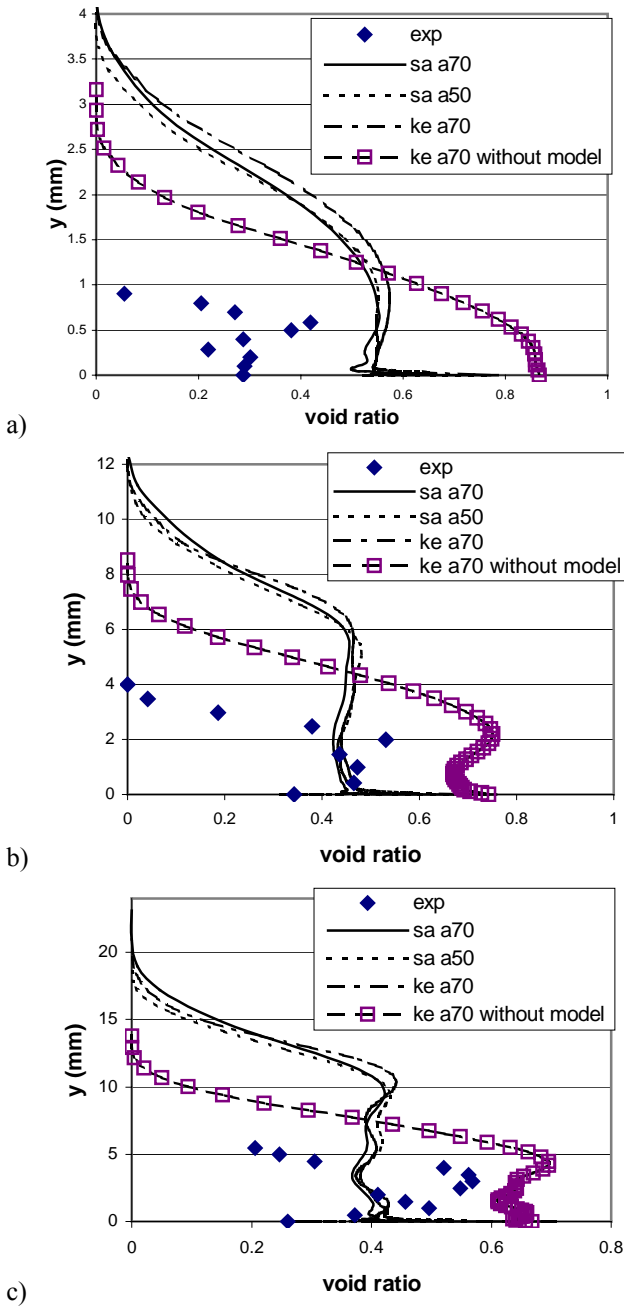 exp
sa a70
sa a50
ke a70
ke a70 without model
4
3.5
3
2.5
2
1.5
1
0.5
0
y (mm)
0 0.2 0.4 0.6 0.8 1
void ratio
a)
exp
sa a70
sa a50
ke a70
ke a70 without model
12
10
8
6
4
2
0
y (mm)
0 0.2 0.4 0.6 0.8 1
void ratio
b)
exp
sa a70
sa a50
ke a70
ke a70 without model
20
15
10
5
0
y (mm)
0 0.2 0.4 0.6 0.8
void ratio
c)